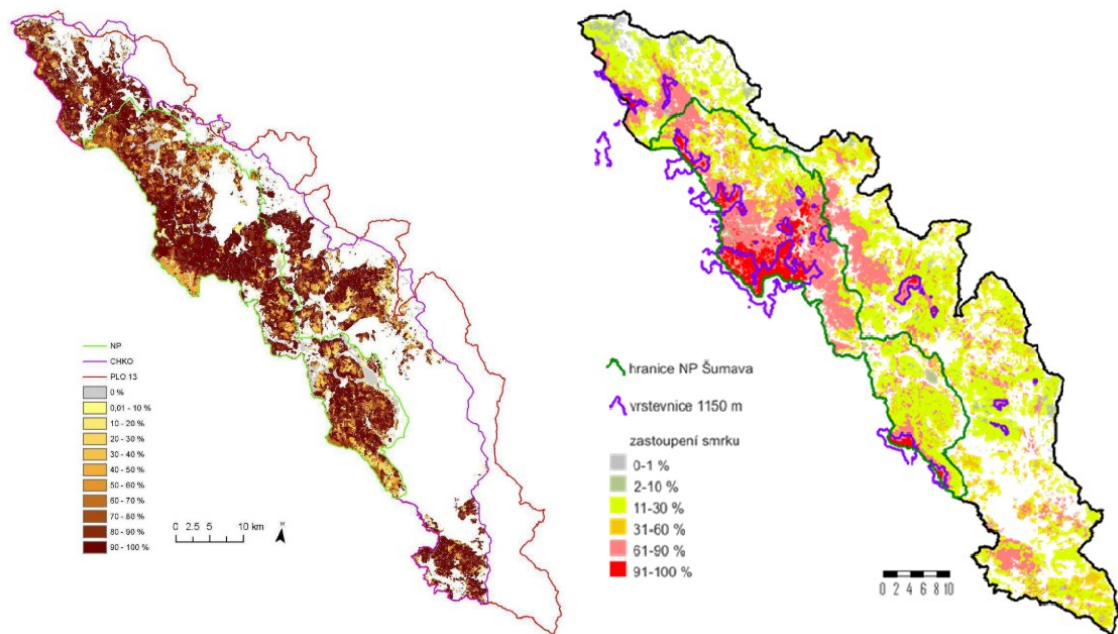 NP
CHKO
PLO 13
0 %
0,01 - 10 %
10 - 20 %
20 - 30 %
30 - 40 %
40 - 50 %
50 - 60 %
60 - 70 %
70 - 80 %
80 - 90 %
90 - 100 %
0 2.5 5 10 km
hranice NP Šumava
vrstevnice 1150 m
zastoupení smrku
0-1 %
2-10 %
11-30 %
31-60 %
61-90 %
91-100 %
0 2 4 6 8 10